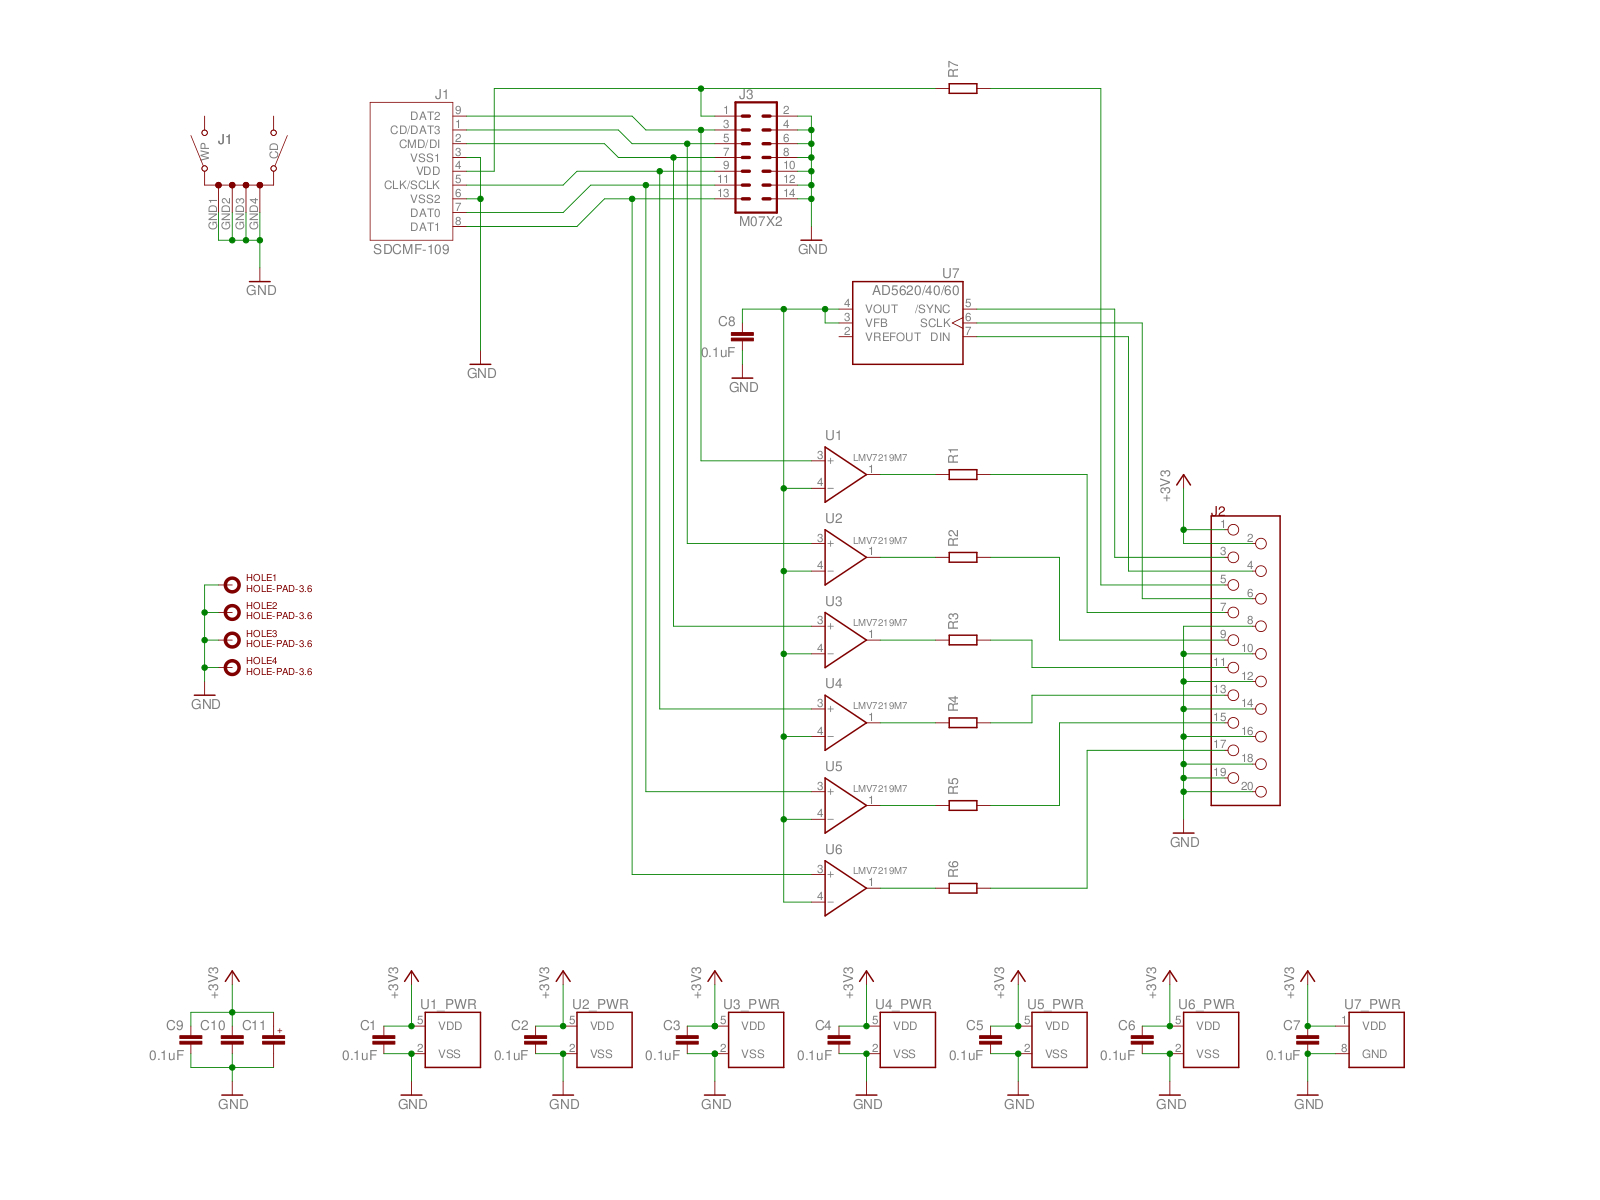 R7
J1
SDCMF-109
DAT2 9
CD/DAT3 1
CMD/DI 2
VSS1 3
VDD 4
CLK/SCLK 5
VSS2 6
DAT0 7
DAT1 8
GND
J3
1 2
3 4
5 6
7 8
9 10
11 12
13 14
M07X2
GND
J1
WP
CD
GND1
GND2
GND3
GND4
GND
U7
AD5620/40/60
4 VOUT /SYNC 5
3 VFB SCLK 6
2 VREFOUT DIN 7
C8
0.1uF
GND
U1
LMV7219M7
3 +
4 −
1
R1
U2
LMV7219M7
3 +
4 −
1
R2
U3
LMV7219M7
3 +
4 −
1
R3
U4
LMV7219M7
3 +
4 −
1
R4
U5
LMV7219M7
3 +
4 −
1
R5
U6
LMV7219M7
3 +
4 −
1
R6
+3V3
J2
1
2
3
4
5
6
7
8
9
10
11
12
13
14
15
16
17
18
19
20
GND
HOLE1
HOLE-PAD-3.6
HOLE2
HOLE-PAD-3.6
HOLE3
HOLE-PAD-3.6
HOLE4
HOLE-PAD-3.6
GND
+3V3
C9 C10 C11 +
0.1uF
GND
+3V3
U1_PWR
C1
0.1uF
5 VDD
2 VSS
GND
+3V3
U2_PWR
C2
0.1uF
5 VDD
2 VSS
GND
+3V3
U3_PWR
C3
0.1uF
5 VDD
2 VSS
GND
+3V3
U4_PWR
C4
0.1uF
5 VDD
2 VSS
GND
+3V3
U5_PWR
C5
0.1uF
5 VDD
2 VSS
GND
+3V3
U6_PWR
C6
0.1uF
5 VDD
2 VSS
GND
+3V3
U7_PWR
C7
0.1uF
1 VDD
8 GND
GND